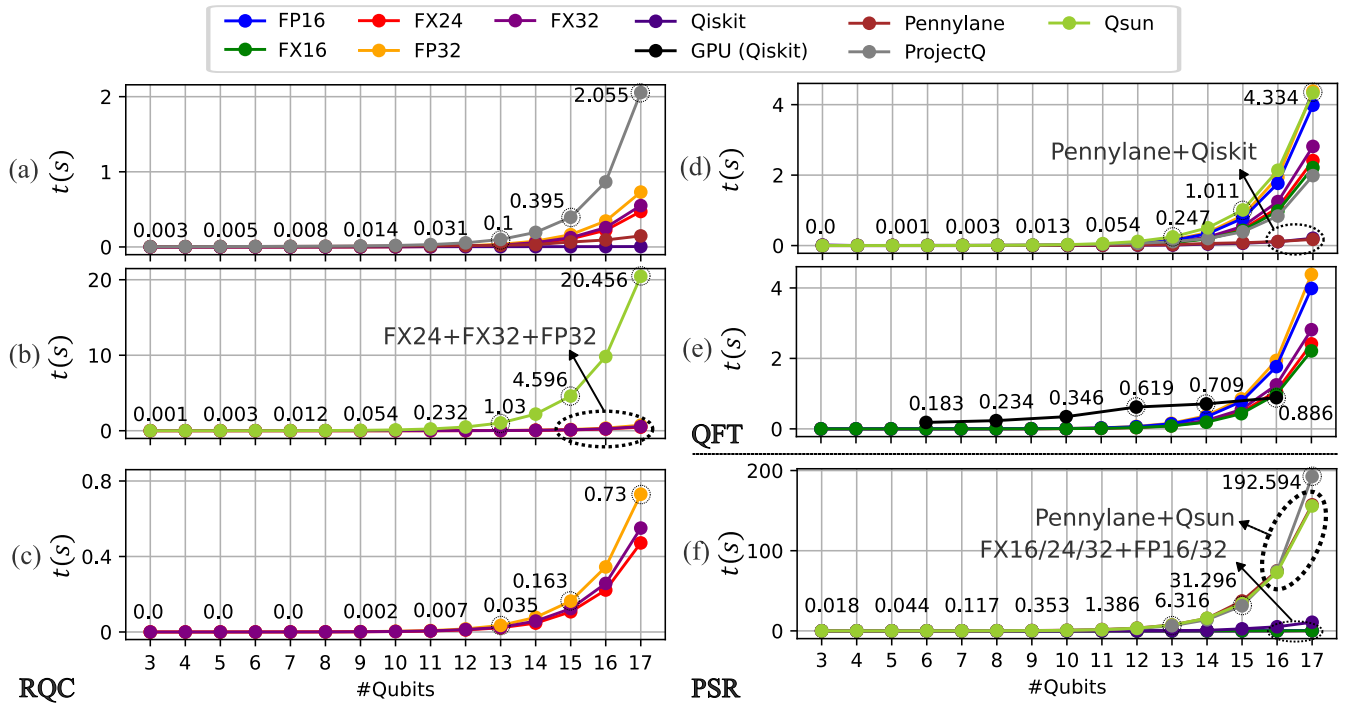 FP16 FX24 FX32 Qiskit Pennylane Qsun
FX16 FP32 GPU (Qiskit) ProjectQ
(a)
t(s)
2
1
0
2.055
0.395
0.003 0.005 0.008 0.014 0.031 0.1
(b)
t(s)
20
10
0
20.456
FX24+FX32+FP32
4.596
0.001 0.003 0.012 0.054 0.232 1.03
(c)
t(s)
0.8
0.4
0
0.73
0.163
0.0 0.0 0.0 0.002 0.007 0.035
3 4 5 6 7 8 9 10 11 12 13 14 15 16 17
RQC
#Qubits
(d)
t(s)
4
2
0
4.334
Pennylane+Qiskit
1.011
0.0 0.001 0.003 0.013 0.054 0.247
(e)
t(s)
4
2
0
0.183 0.234 0.346 0.619 0.709
0.886
QFT
(f)
t(s)
200
100
0
192.594
Pennylane+Qsun
FX16/24/32+FP16/32
31.296
0.018 0.044 0.117 0.353 1.386 6.316
3 4 5 6 7 8 9 10 11 12 13 14 15 16 17
PSR
#Qubits